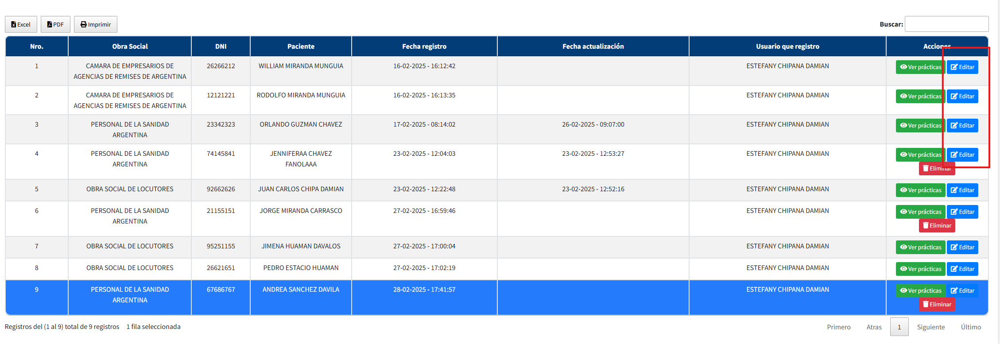 Excel PDF Imprimir Buscar:
Nro. Obra Social DNI Paciente Fecha registro Fecha actualización Usuario que registro Acciones
1 CAMARA DE EMPRESARIOS DE 26266212 WILLIAM MIRANDA MUNGUIA 16-02-2025 - 16:12:42 ESTEFANY CHIPANA DAMIAN Ver prácticas Editar
AGENCIAS DE REMISES DE ARGENTINA
2 CAMARA DE EMPRESARIOS DE 12121221 RODOLFO MIRANDA MUNGUIA 16-02-2025 - 16:13:35 ESTEFANY CHIPANA DAMIAN Ver prácticas Editar
AGENCIAS DE REMISES DE ARGENTINA
3 PERSONAL DE LA SANIDAD 23342323 ORLANDO GUZMAN CHAVEZ 17-02-2025 - 08:14:02 26-02-2025 - 09:07:00 ESTEFANY CHIPANA DAMIAN Ver prácticas Editar
ARGENTINA
4 PERSONAL DE LA SANIDAD 74145841 JENNIFERAA CHAVEZ 23-02-2025 - 12:04:03 23-02-2025 - 12:53:27 ESTEFANY CHIPANA DAMIAN Ver prácticas Editar
ARGENTINA FANOLAAA Eliminar
5 OBRA SOCIAL DE LOCUTORES 92662626 JUAN CARLOS CHIPA DAMIAN 23-02-2025 - 12:22:48 23-02-2025 - 12:52:16 ESTEFANY CHIPANA DAMIAN Ver prácticas Editar
6 PERSONAL DE LA SANIDAD 21155151 JORGE MIRANDA CARRASCO 27-02-2025 - 16:59:46 ESTEFANY CHIPANA DAMIAN Ver prácticas Editar
ARGENTINA Eliminar
7 OBRA SOCIAL DE LOCUTORES 95251155 JIMENA HUAMAN DAVALOS 27-02-2025 - 17:00:04 ESTEFANY CHIPANA DAMIAN Ver prácticas Editar
8 OBRA SOCIAL DE LOCUTORES 26621651 PEDRO ESTACIO HUAMAN 27-02-2025 - 17:02:19 ESTEFANY CHIPANA DAMIAN Ver prácticas Editar
9 PERSONAL DE LA SANIDAD 67686767 ANDREA SANCHEZ DAVILA 28-02-2025 - 17:41:57 ESTEFANY CHIPANA DAMIAN Ver prácticas Editar
ARGENTINA Eliminar
Registros del (1 al 9) total de 9 registros 1 fila seleccionada Primero Atras 1 Siguiente Último